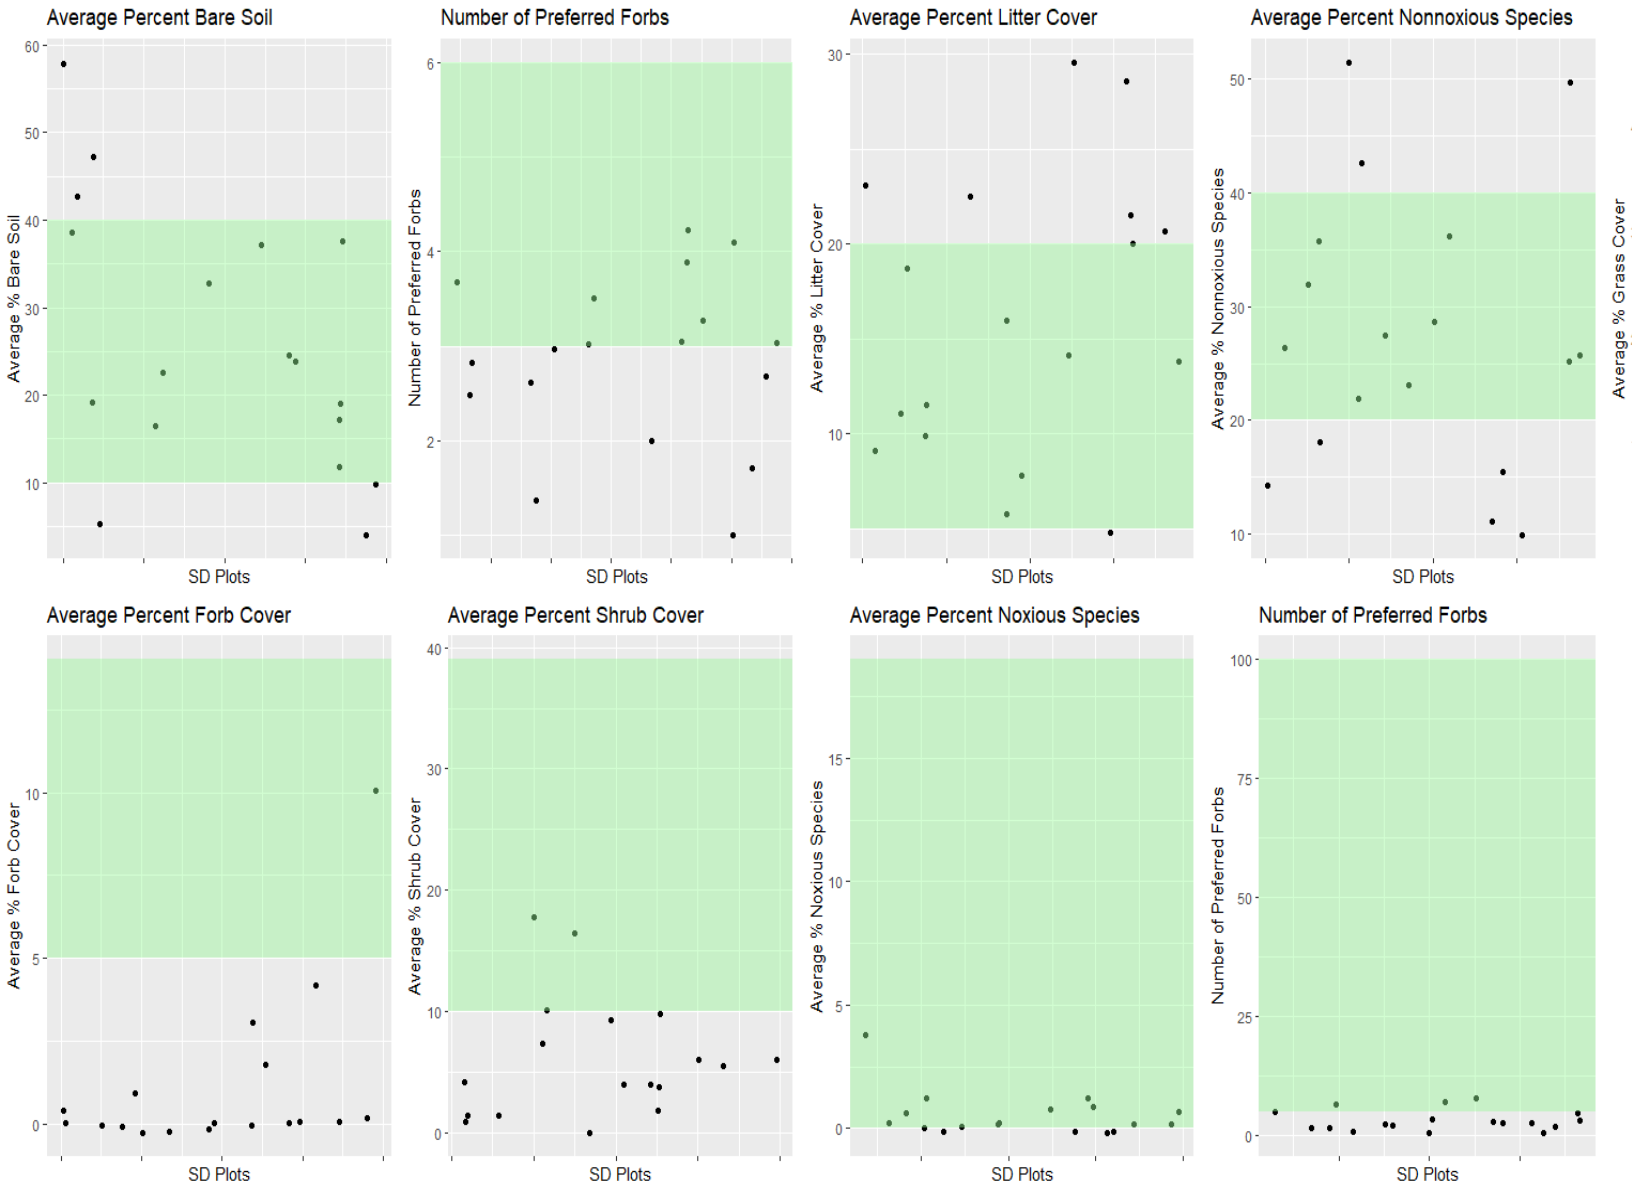 Average Percent Bare Soil
Average % Bare Soil
60
50
40
30
20
10
SD Plots
Number of Preferred Forbs
Number of Preferred Forbs
6
4
2
SD Plots
Average Percent Litter Cover
Average % Litter Cover
30
20
10
SD Plots
Average Percent Nonnoxious Species
Average % Nonnoxious Species
50
40
30
20
10
SD Plots
Average % Grass Cover
Average Percent Forb Cover
Average % Forb Cover
10
5
0
SD Plots
Average Percent Shrub Cover
Average % Shrub Cover
40
30
20
10
0
SD Plots
Average Percent Noxious Species
Average % Noxious Species
15
10
5
0
SD Plots
Number of Preferred Forbs
Number of Preferred Forbs
100
75
50
25
0
SD Plots